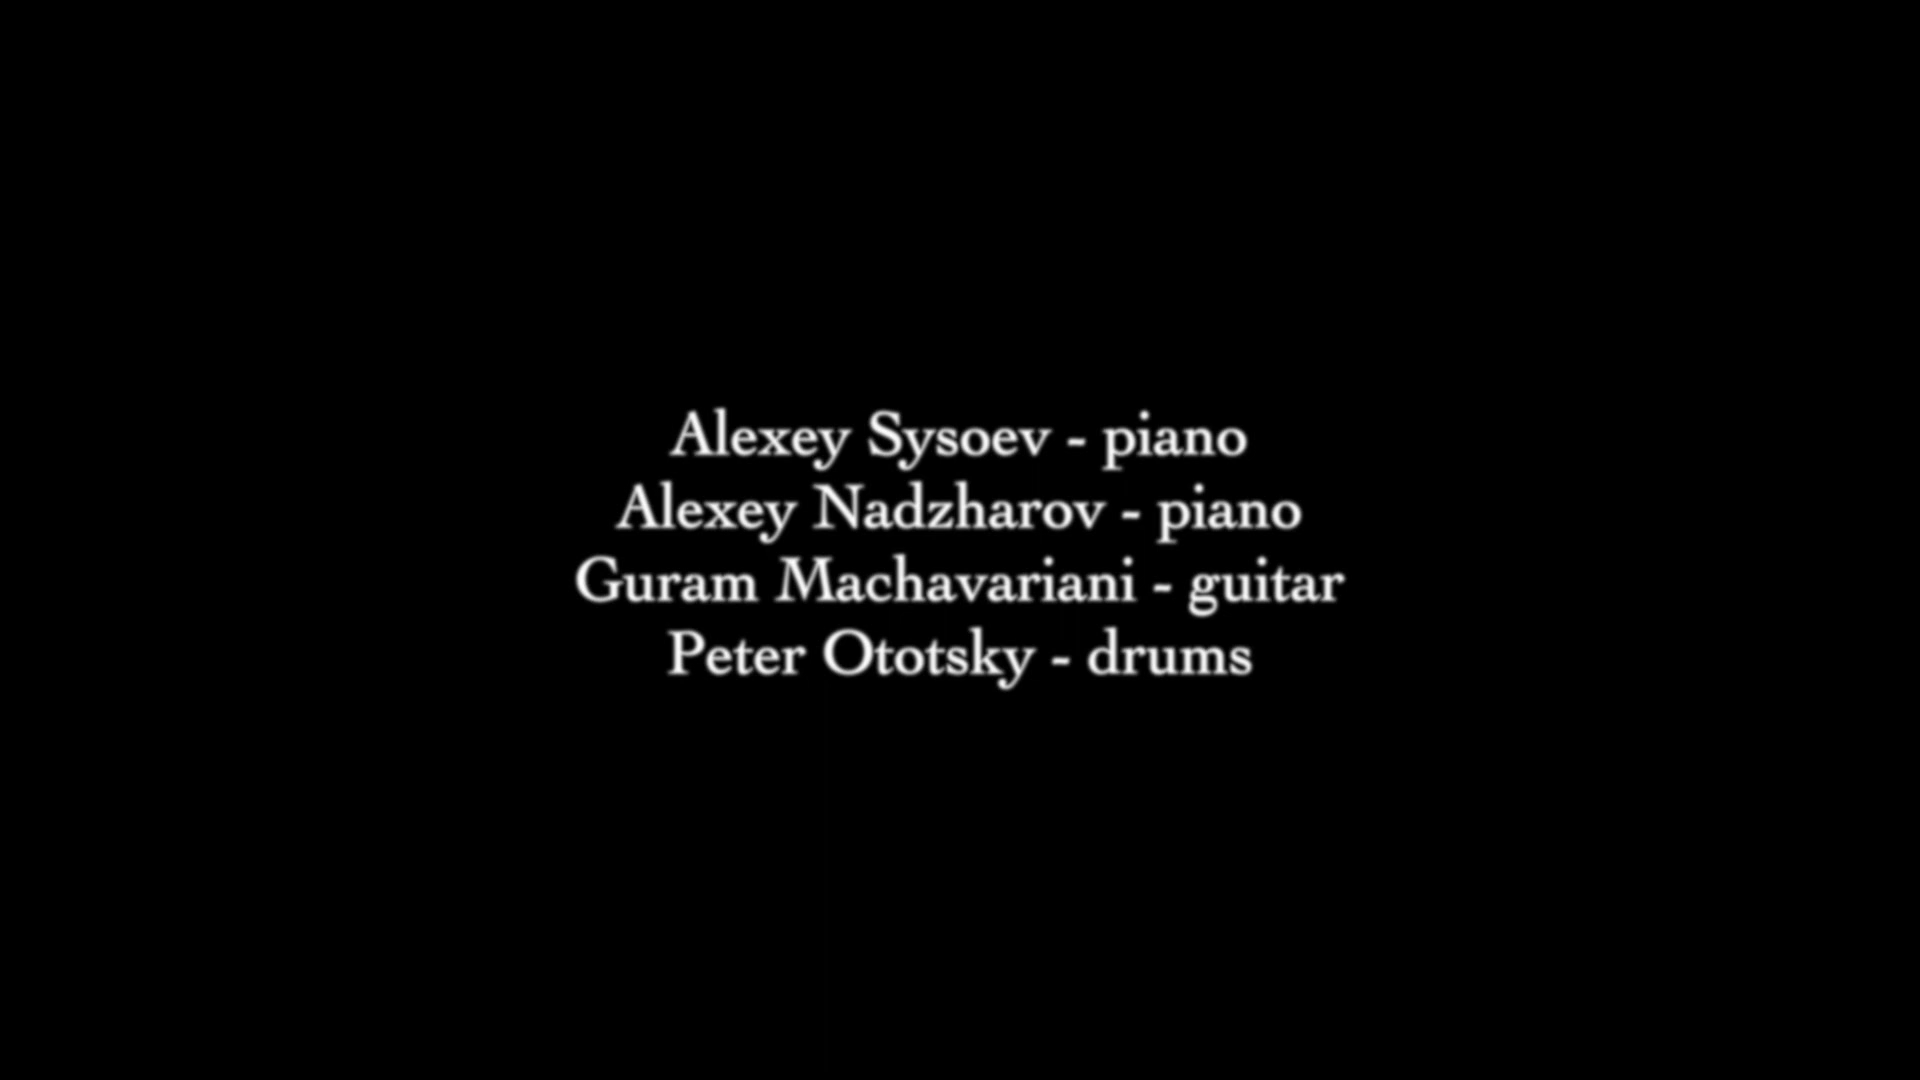 Alexey Sysoev - piano
Alexey Nadzharov - piano
Guram Machavariani - guitar
Peter Ototsky - drums